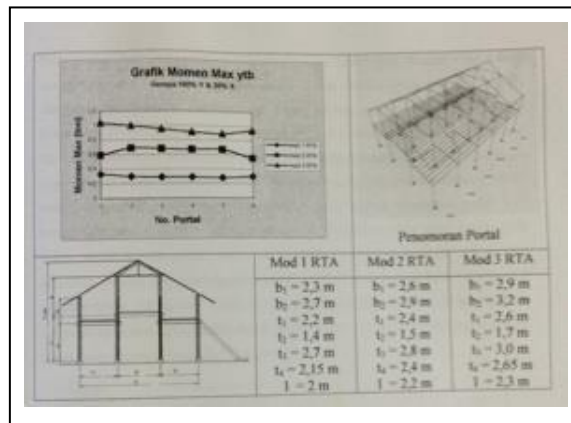 Grafik Momen Max ytb
Gempa 100% Y & 30% X
Momen Max (tm)
No. Portal
Penomoran Portal
Mod 1 RTA
b₁ = 2,3 m
b₂ = 2,7 m
t₁ = 2,2 m
t₂ = 1,4 m
t₃ = 2,7 m
t₄ = 2,15 m
l = 2 m
Mod 2 RTA
b₁ = 2,6 m
b₂ = 2,9 m
t₁ = 2,4 m
t₂ = 1,5 m
t₃ = 2,8 m
t₄ = 2,4 m
l = 2,2 m
Mod 3 RTA
b₁ = 2,9 m
b₂ = 3,2 m
t₁ = 2,6 m
t₂ = 1,7 m
t₃ = 3,0 m
t₄ = 2,65 m
l = 2,3 m